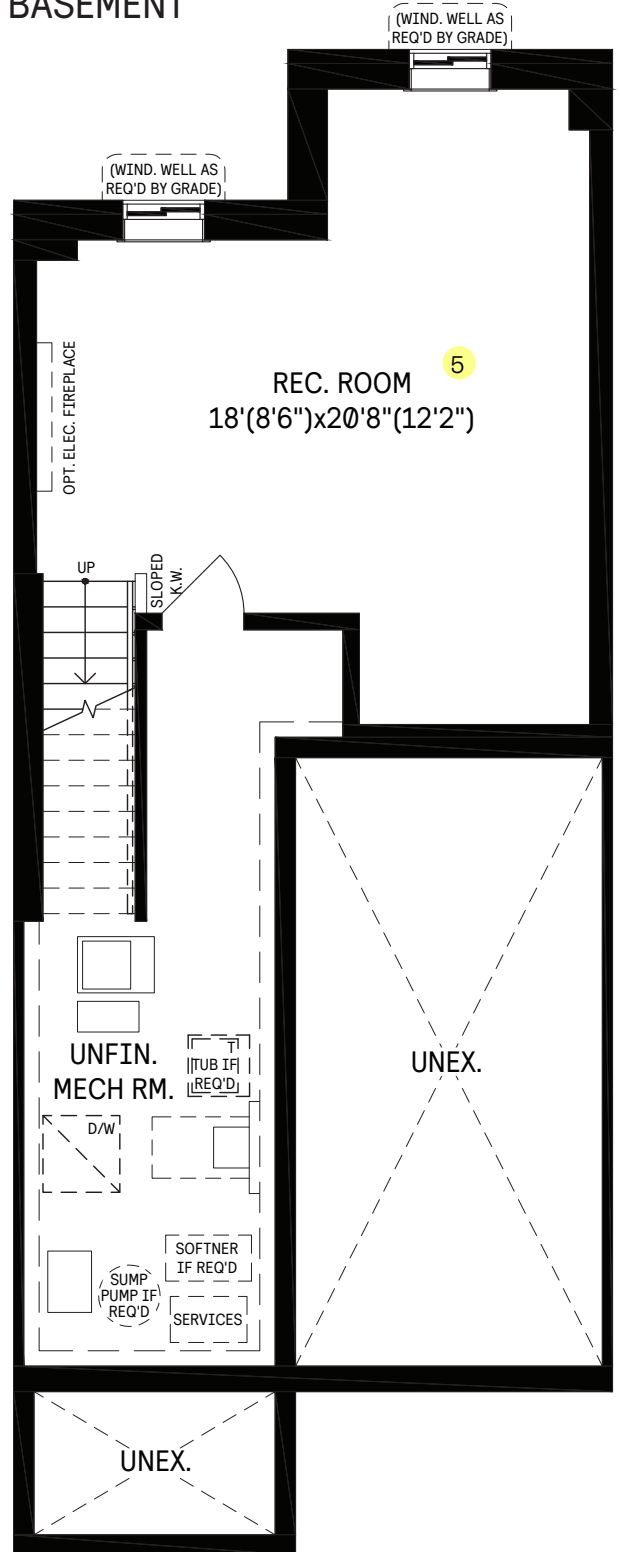 BASEMENT
(WIND. WELL AS
REQ'D BY GRADE)
(WIND. WELL AS
REQ'D BY GRADE)
5
REC. ROOM
18'(8'6")x20'8"(12'2")
OPT. ELEC. FIREPLACE
UP
SLOPED
K.W.
UNFIN.
MECH RM.
T
TUB IF
REQ'D
D/W
UNEX.
SOFTNER
IF REQ'D
SUMP
PUMP IF
REQ'D
SERVICES
UNEX.